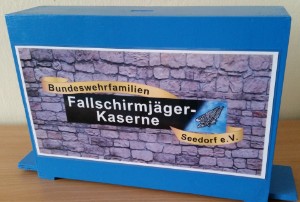 Bundeswehrfamilien
Fallschirmjäger-
Kaserne
Seedorf e.V.